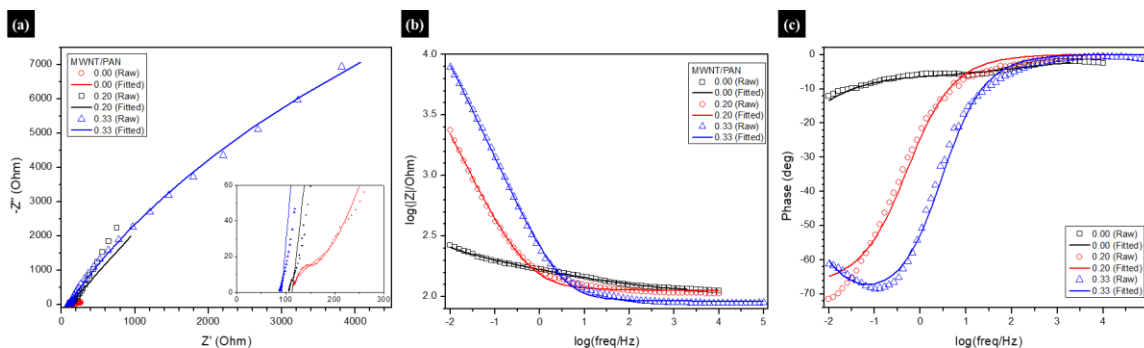 (a)
7000
6000
5000
4000
3000
2000
1000
0
-Z" (Ohm)
MWNT/PAN
0.00 (Raw)
0.00 (Fitted)
0.20 (Raw)
0.20 (Fitted)
0.33 (Raw)
0.33 (Fitted)
60
40
20
0
0 100 200 300
0 1000 2000 3000 4000
Z' (Ohm)
(b)
4.0
3.5
3.0
2.5
2.0
log(|Z|/Ohm)
MWNT/PAN
0.00 (Raw)
0.00 (Fitted)
0.20 (Raw)
0.20 (Fitted)
0.33 (Raw)
0.33 (Fitted)
-2 -1 0 1 2 3 4 5
log(freq/Hz)
(c)
0
-10
-20
-30
-40
-50
-60
-70
Phase (deg)
0.00 (Raw)
0.00 (Fitted)
0.20 (Raw)
0.20 (Fitted)
0.33 (Raw)
0.33 (Fitted)
-2 -1 0 1 2 3 4
log(freq/Hz)